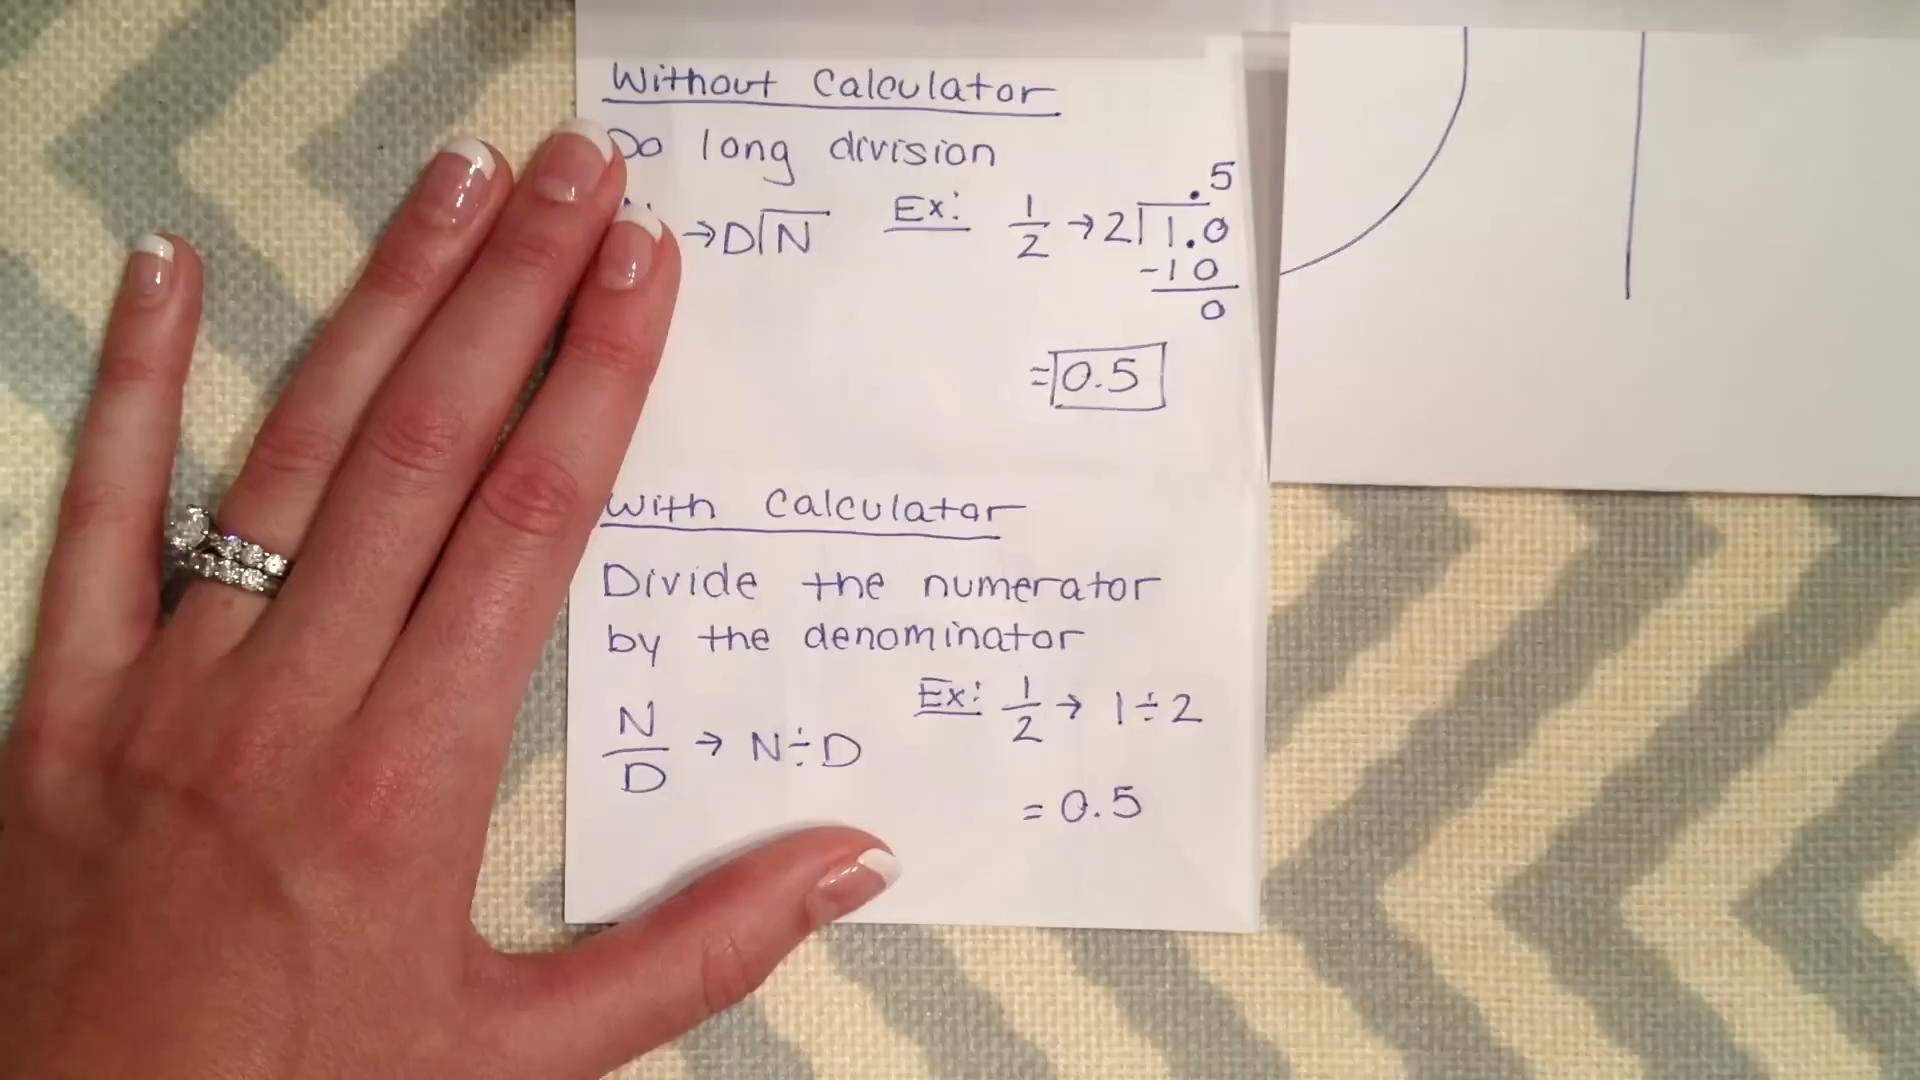 Without Calculator
Do long division
→ D⟌N
Ex: 1/2 → 2⟌1.0
.5
-10
0
= 0.5
With Calculator
Divide the numerator
by the denominator
N/D → N÷D
Ex: 1/2 → 1÷2
= 0.5